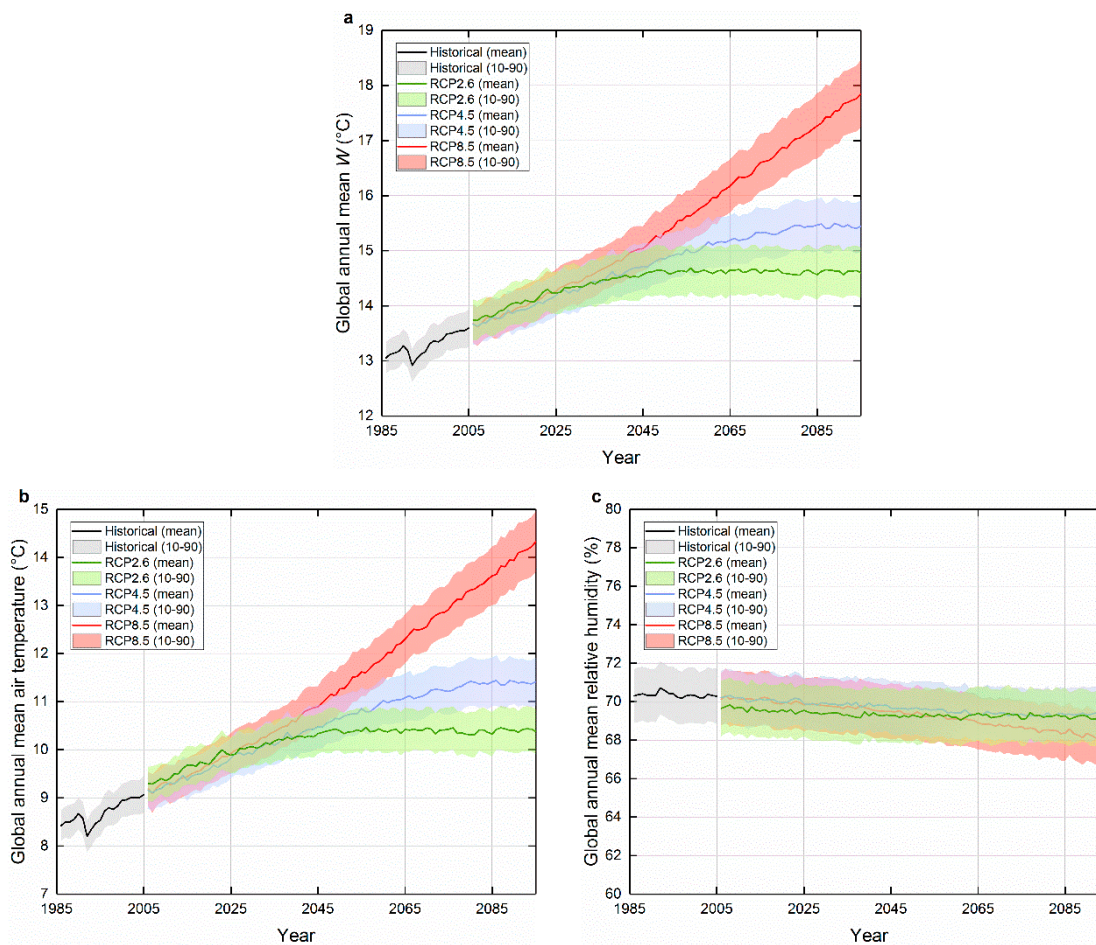 a
19
18
17
16
15
14
13
12
Global annual mean W (°C)
Historical (mean)
Historical (10-90)
RCP2.6 (mean)
RCP2.6 (10-90)
RCP4.5 (mean)
RCP4.5 (10-90)
RCP8.5 (mean)
RCP8.5 (10-90)
1985 2005 2025 2045 2065 2085
Year
b
15
14
13
12
11
10
9
8
7
Global annual mean air temperature (°C)
Historical (mean)
Historical (10-90)
RCP2.6 (mean)
RCP2.6 (10-90)
RCP4.5 (mean)
RCP4.5 (10-90)
RCP8.5 (mean)
RCP8.5 (10-90)
1985 2005 2025 2045 2065 2085
Year
c
80
78
76
74
72
70
68
66
64
62
60
Global annual mean relative humidity (%)
Historical (mean)
Historical (10-90)
RCP2.6 (mean)
RCP2.6 (10-90)
RCP4.5 (mean)
RCP4.5 (10-90)
RCP8.5 (mean)
RCP8.5 (10-90)
1985 2005 2025 2045 2065 2085
Year